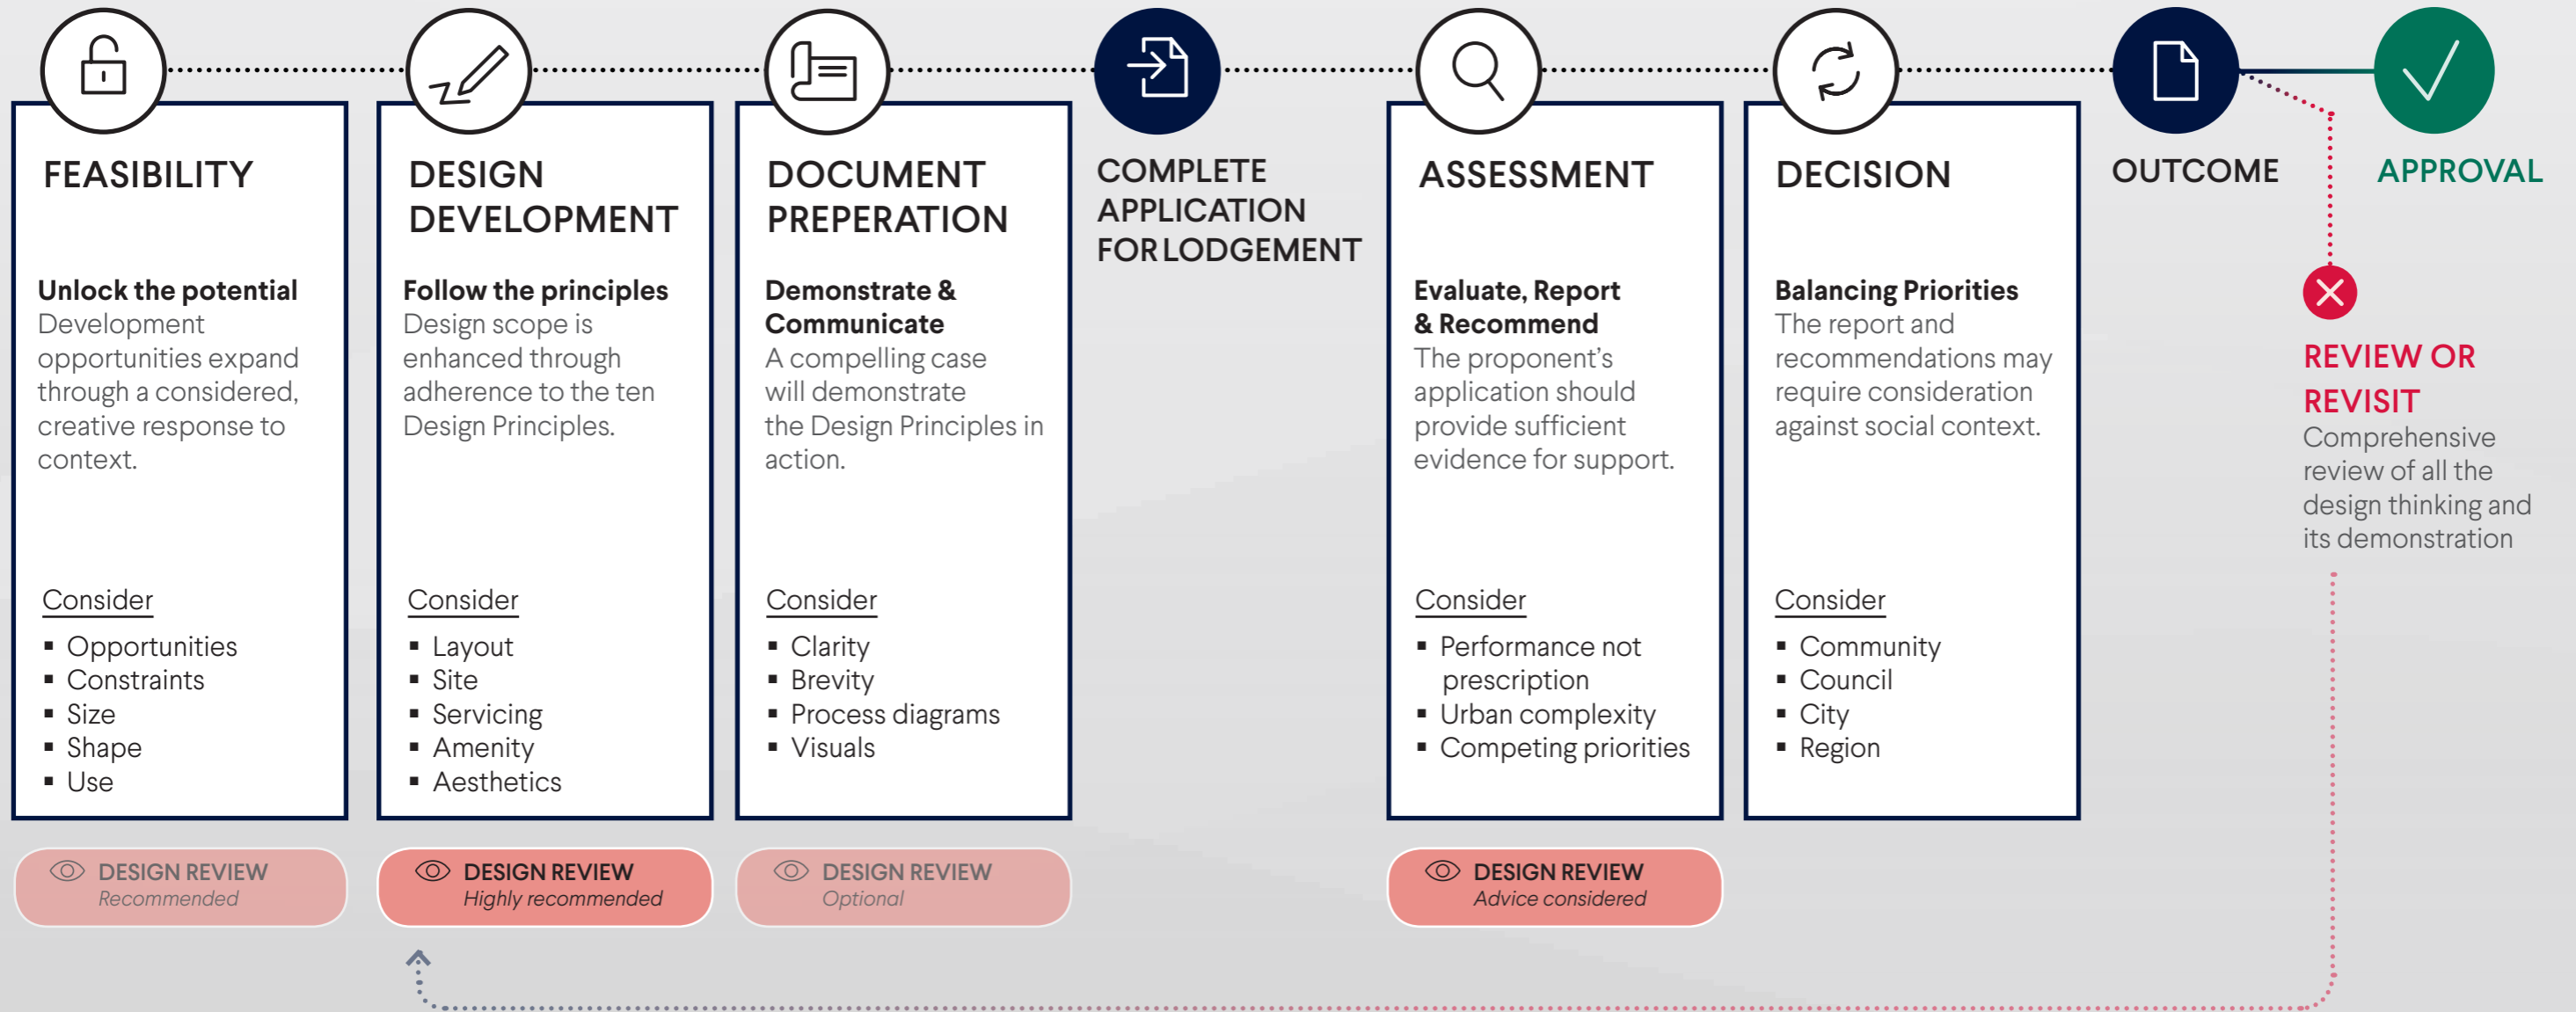 FEASIBILITY
Unlock the potential
Development
opportunities expand
through a considered,
creative response to
context.
Consider
▪ Opportunities
▪ Constraints
▪ Size
▪ Shape
▪ Use
DESIGN REVIEW
Recommended
DESIGN
DEVELOPMENT
Follow the principles
Design scope is
enhanced through
adherence to the ten
Design Principles.
Consider
▪ Layout
▪ Site
▪ Servicing
▪ Amenity
▪ Aesthetics
DESIGN REVIEW
Highly recommended
DOCUMENT
PREPERATION
Demonstrate &
Communicate
A compelling case
will demonstrate
the Design Principles in
action.
Consider
▪ Clarity
▪ Brevity
▪ Process diagrams
▪ Visuals
DESIGN REVIEW
Optional
COMPLETE
APPLICATION
FOR LODGEMENT
ASSESSMENT
Evaluate, Report
& Recommend
The proponent’s
application should
provide sufficient
evidence for support.
Consider
▪ Performance not
prescription
▪ Urban complexity
▪ Competing priorities
DESIGN REVIEW
Advice considered
DECISION
Balancing Priorities
The report and
recommendations may
require consideration
against social context.
Consider
▪ Community
▪ Council
▪ City
▪ Region
OUTCOME
APPROVAL
REVIEW OR
REVISIT
Comprehensive
review of all the
design thinking and
its demonstration